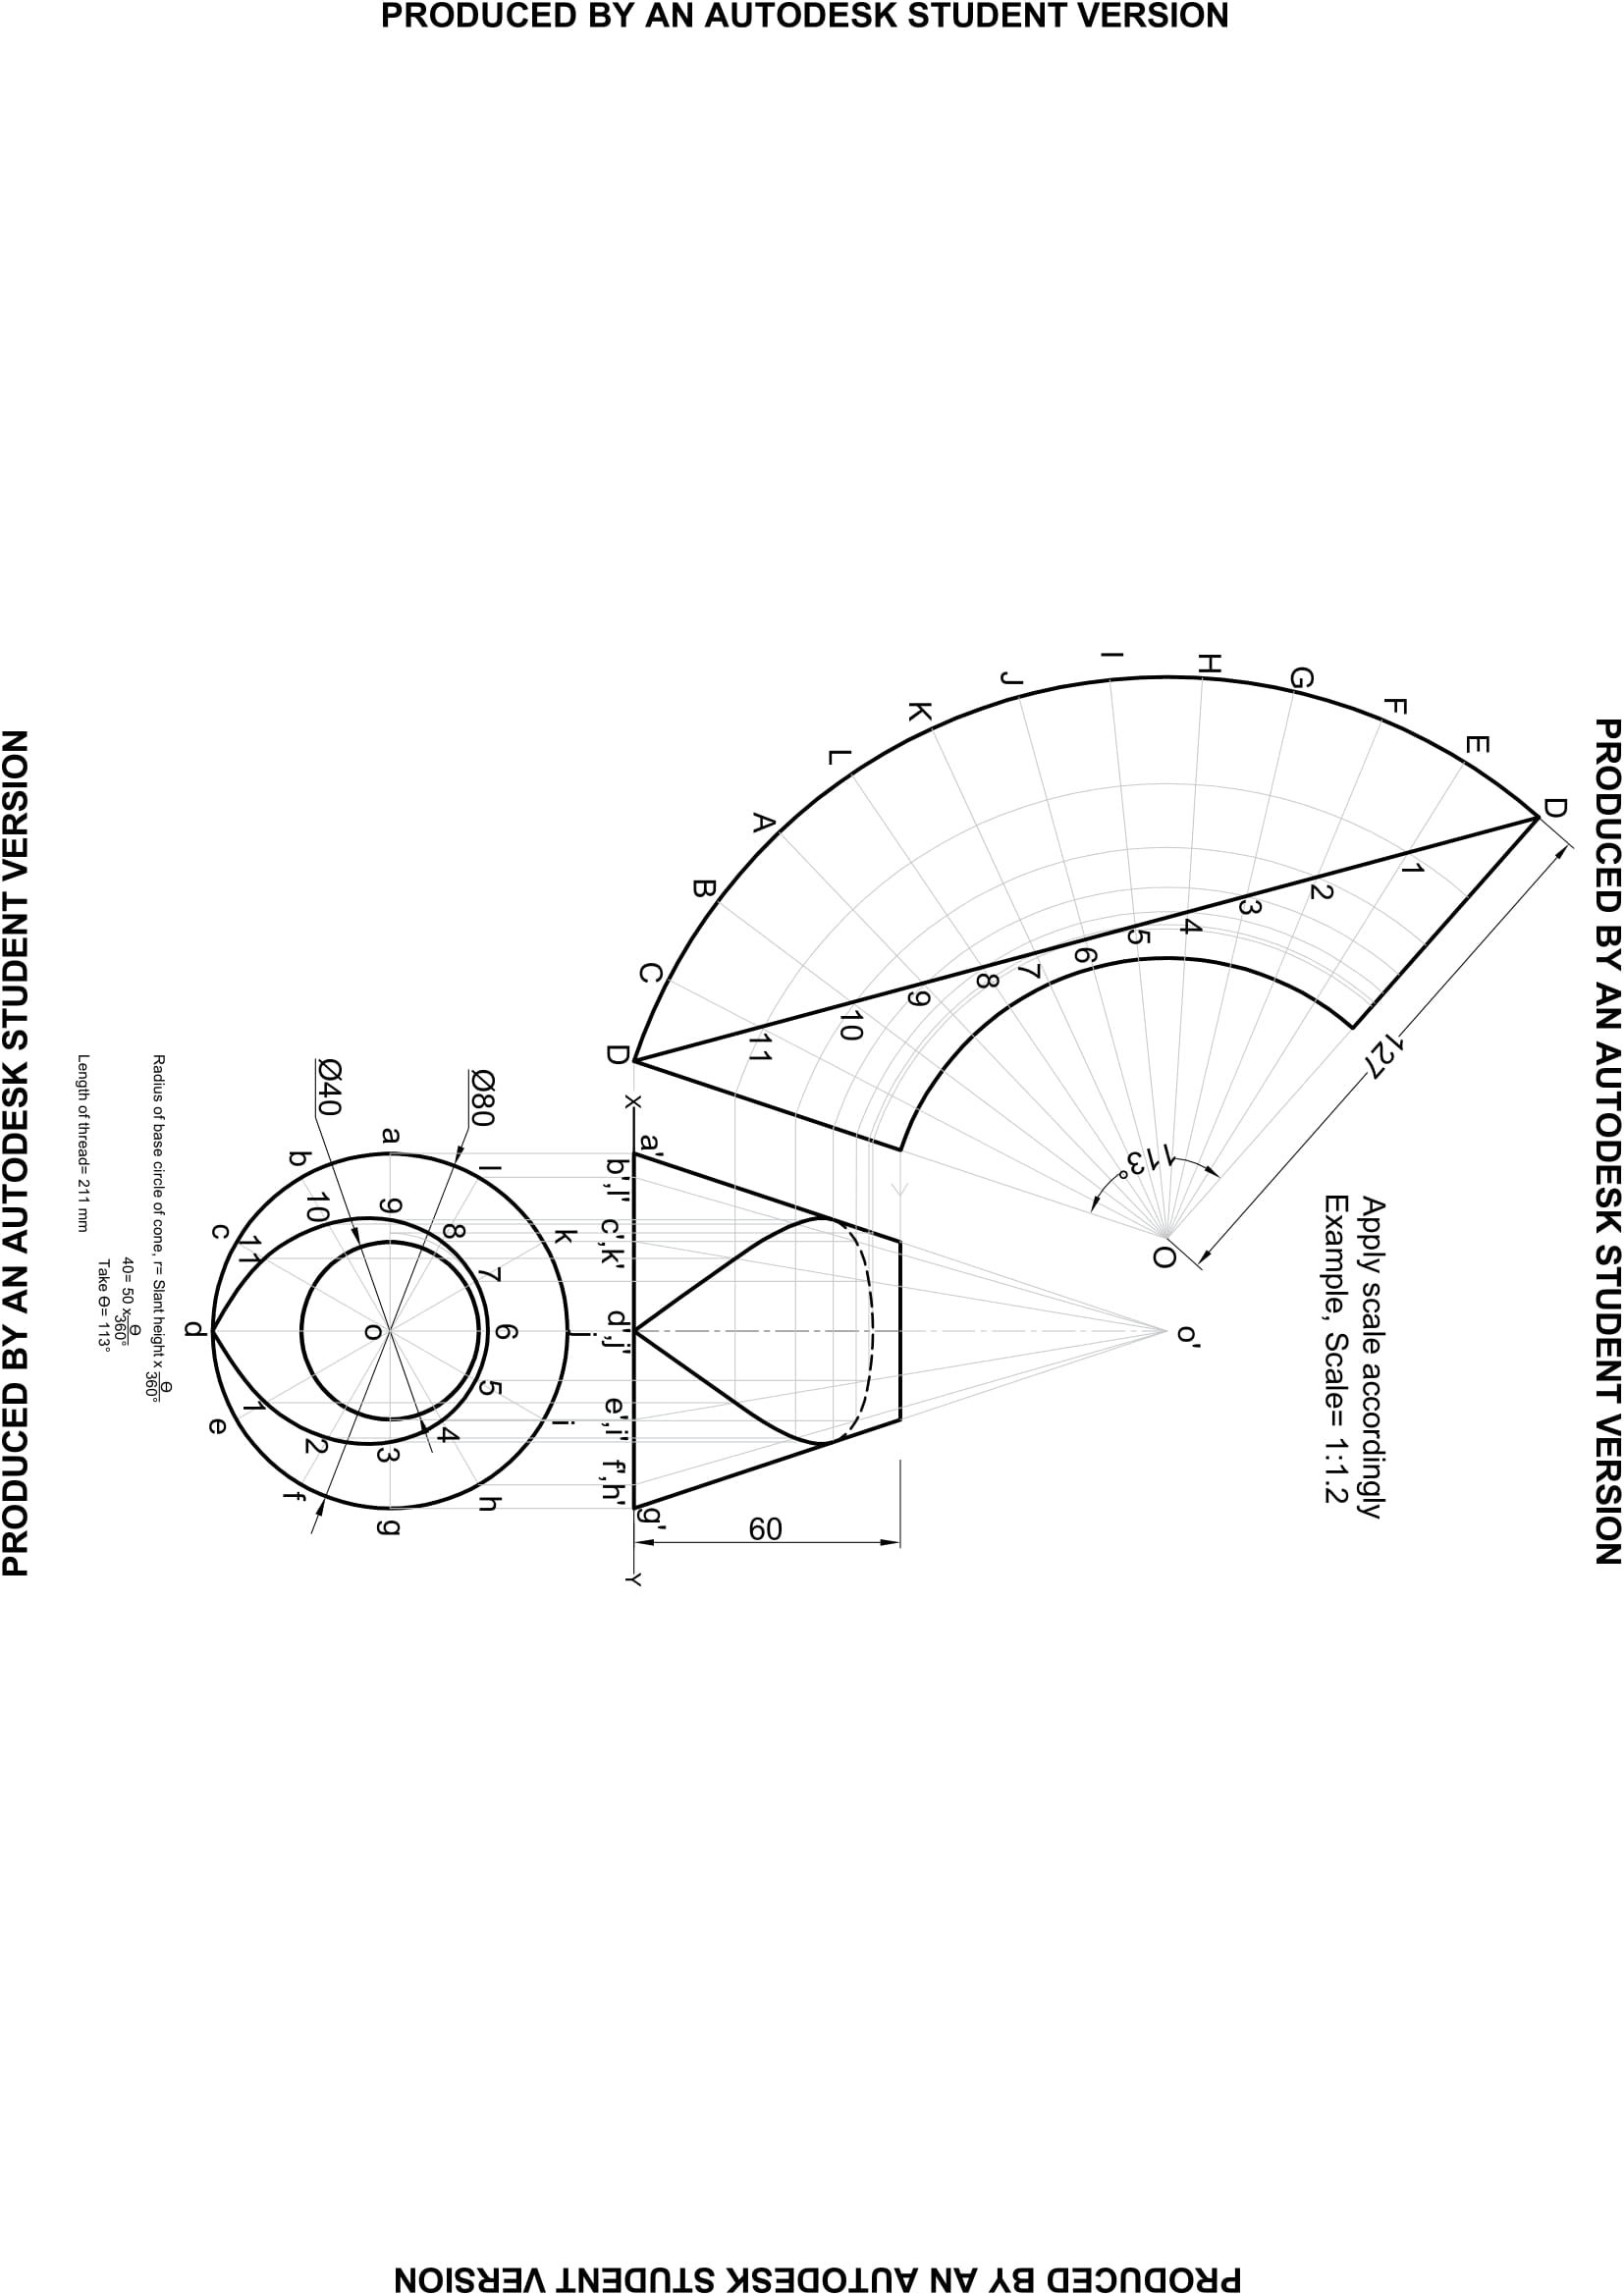 PRODUCED BY AN AUTODESK STUDENT VERSION
PRODUCED BY AN AUTODESK STUDENT VERSION
PRODUCED BY AN AUTODESK STUDENT VERSION
PRODUCED BY AN AUTODESK STUDENT VERSION
Apply scale accordingly
Example, Scale= 1:1.2
D
E
F
G
H
I
J
K
L
A
B
C
D
1
2
3
4
5
6
7
8
9
10
11
127
113°
O
o'
X
a'
b',l'
c',k'
d',j'
e',i'
f',h'
g'
Y
60
Ø80
Ø40
a
b
c
d
e
f
g
h
i
j
k
l
o
1
2
3
4
5
6
7
8
9
10
11
Radius of base circle of cone, r= Slant height x Ɵ/360°
40= 50 x Ɵ/360°
Take Ɵ= 113°
Length of thread= 211 mm